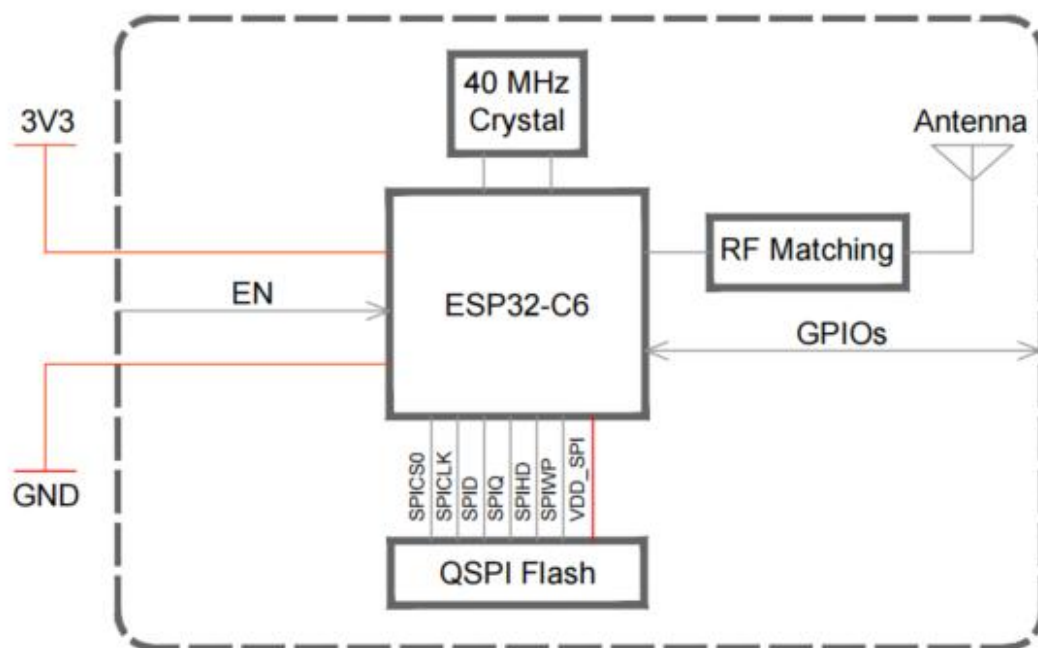 40 MHz
Crystal
3V3
Antenna
RF Matching
EN
ESP32-C6
GPIOs
SPICS0
SPICLK
SPID
SPIQ
SPIHD
SPIWP
VDD_SPI
GND
QSPI Flash